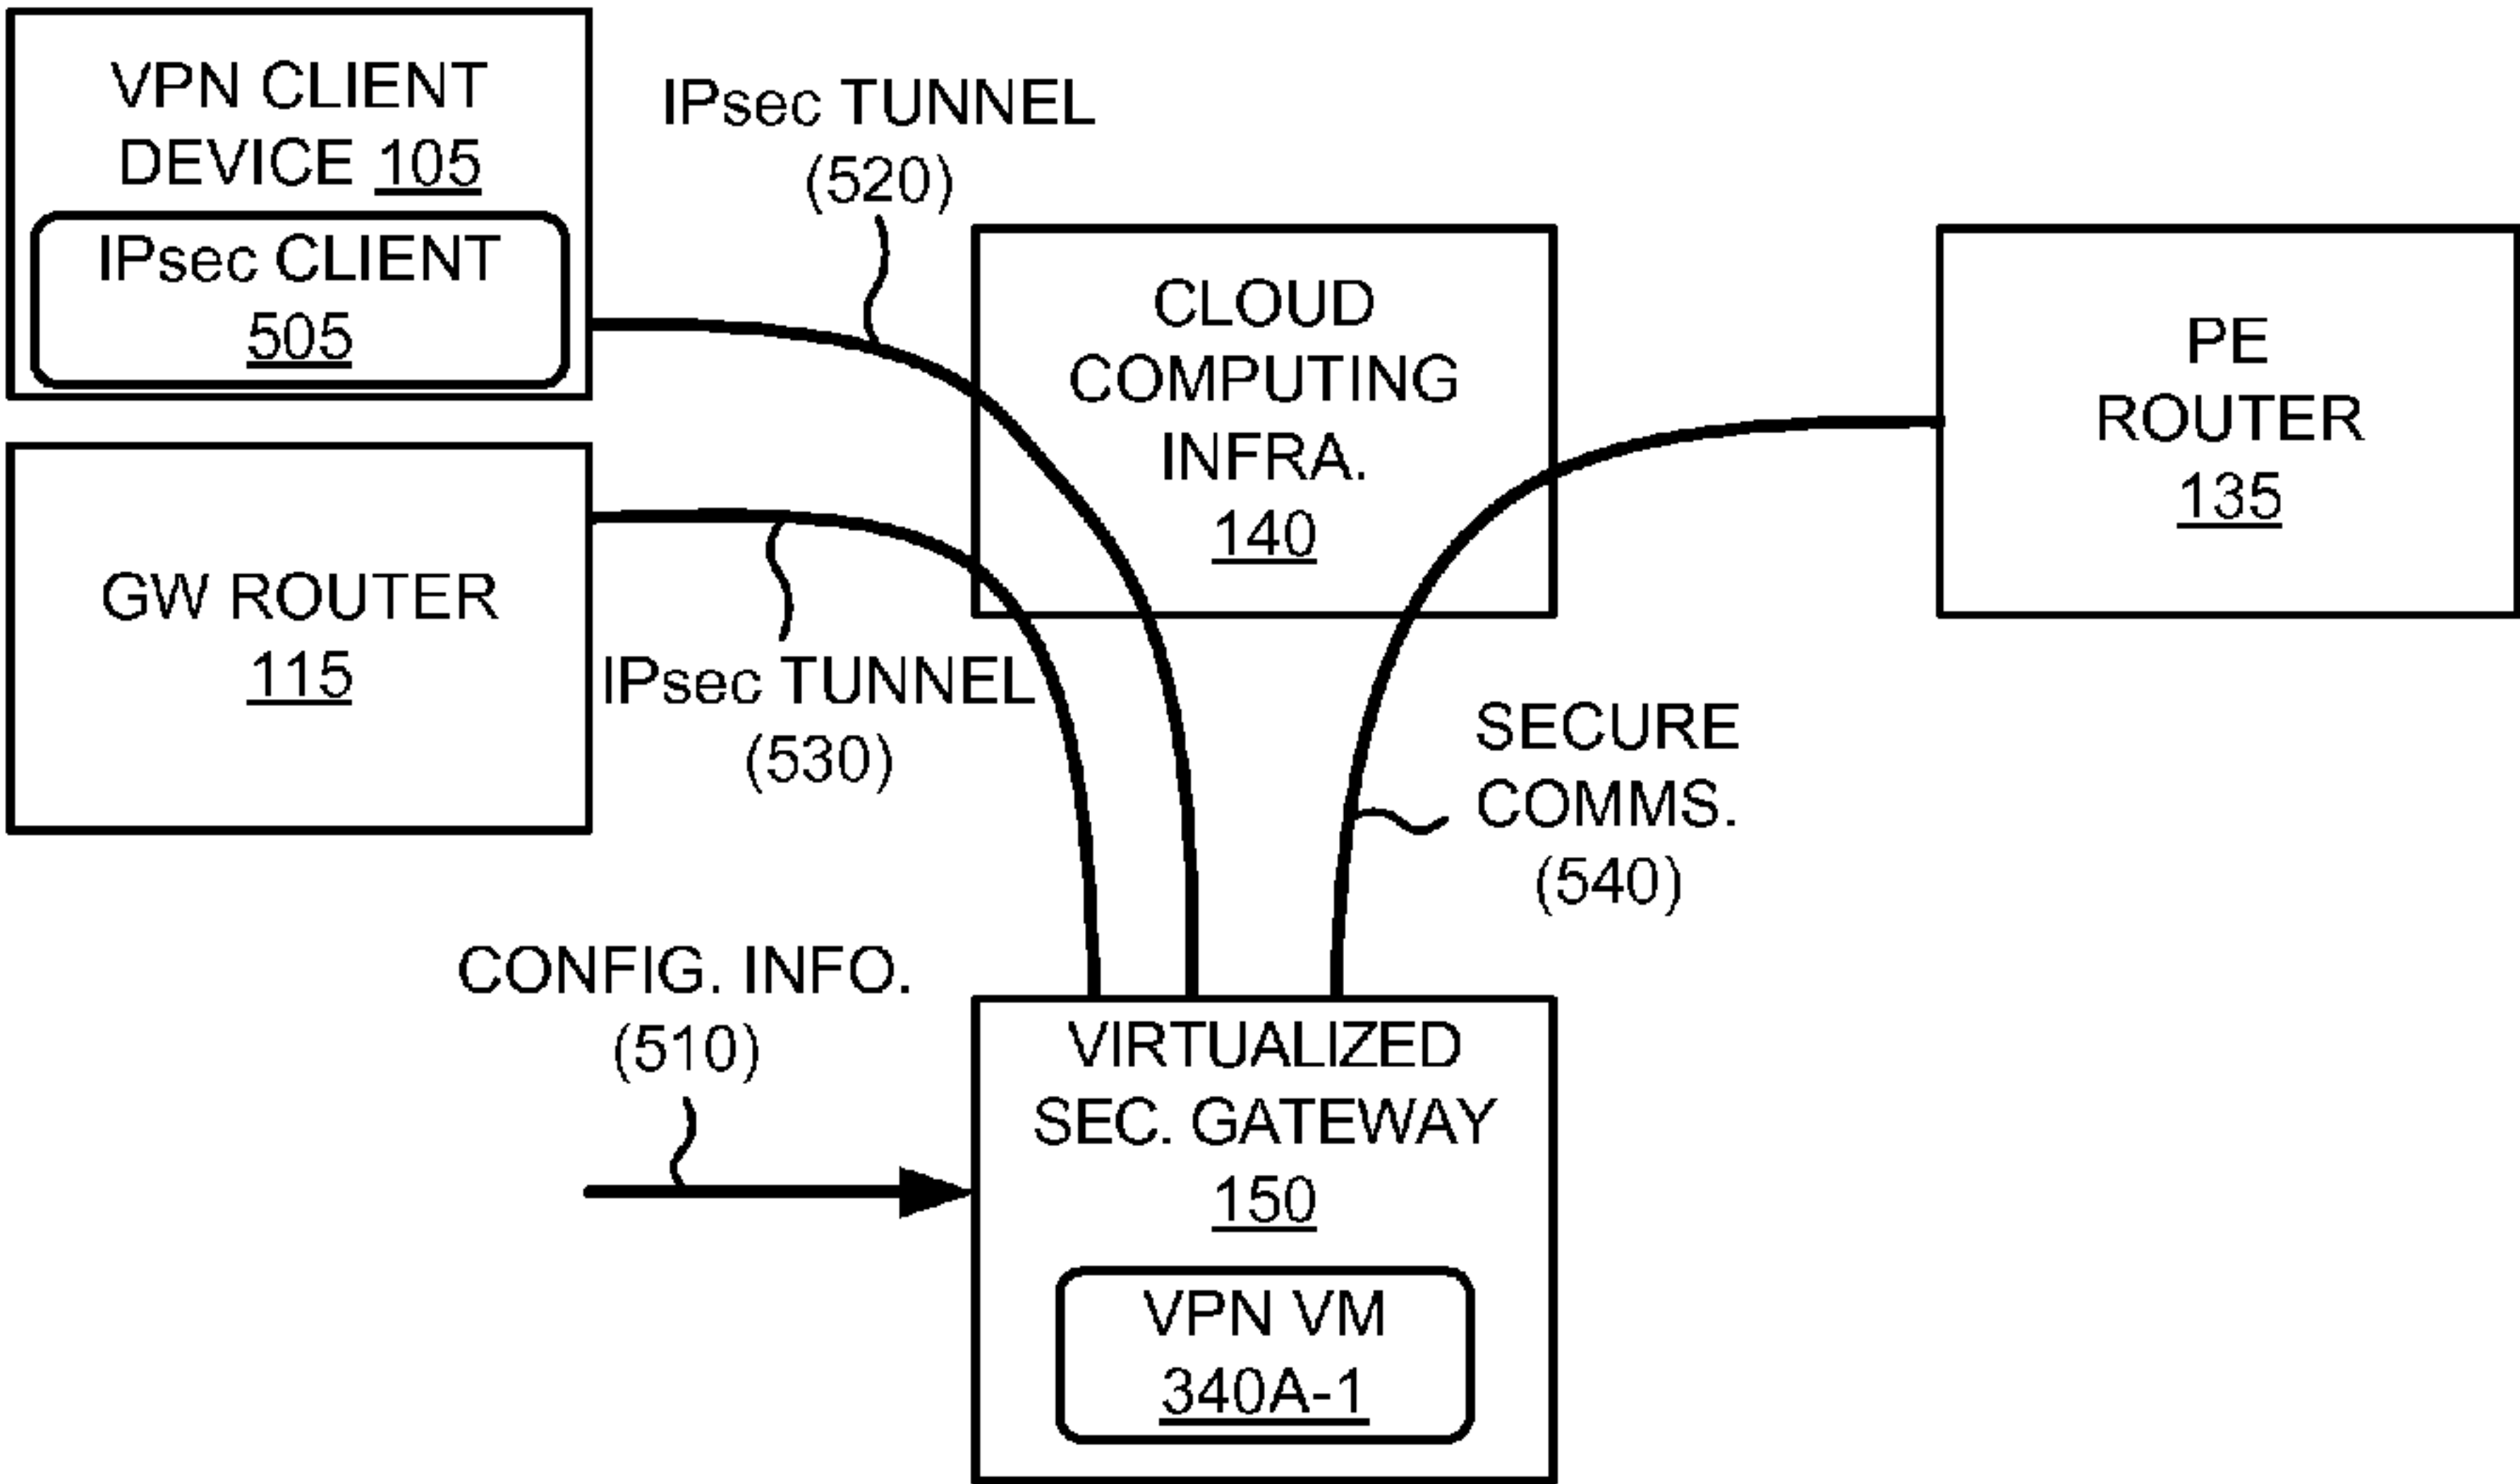 VPN CLIENT
DEVICE 105
IPsec CLIENT
505
IPsec TUNNEL
(520)
CLOUD
COMPUTING
INFRA.
140
PE
ROUTER
135
GW ROUTER
115
IPsec TUNNEL
(530)
SECURE
COMMS.
(540)
CONFIG. INFO.
(510)
VIRTUALIZED
SEC. GATEWAY
150
VPN VM
340A-1